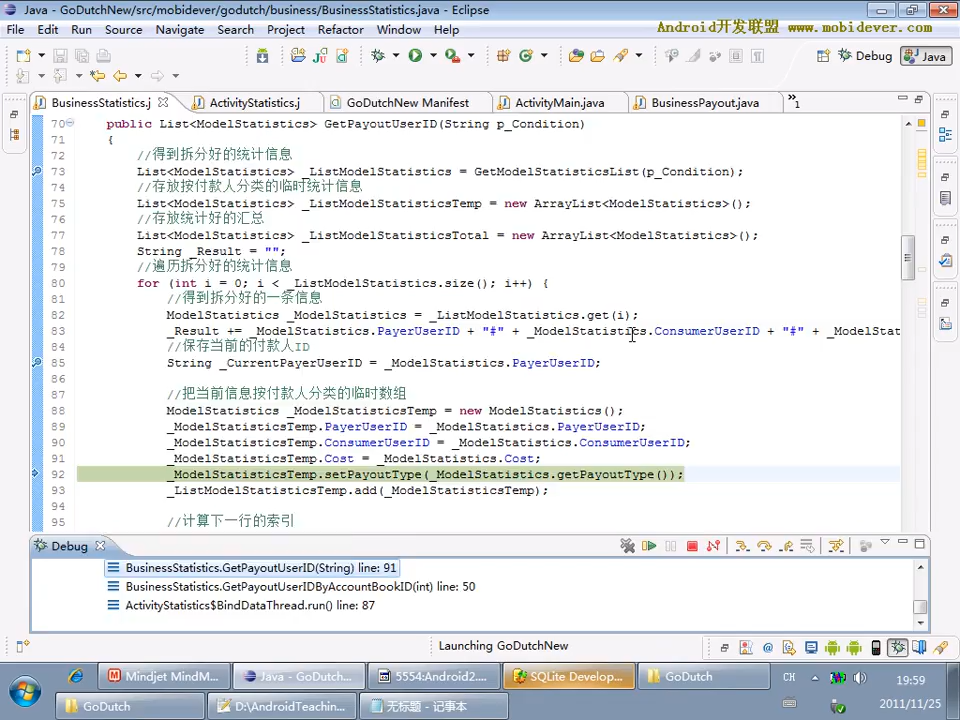 Java - GoDutchNew/src/mobidever/godutch/business/BusinessStatistics.java - Eclipse
File Edit Run Source Navigate Search Project Refactor Window Help
Android开发联盟 www.mobidever.com
Debug Java
BusinessStatistics.j ActivityStatistics.j GoDutchNew Manifest ActivityMain.java BusinessPayout.java »1
70 public List<ModelStatistics> GetPayoutUserID(String p_Condition)
71 {
72 //得到拆分好的统计信息
73 List<ModelStatistics> _ListModelStatistics = GetModelStatisticsList(p_Condition);
74 //存放按付款人分类的临时统计信息
75 List<ModelStatistics> _ListModelStatisticsTemp = new ArrayList<ModelStatistics>();
76 //存放统计好的汇总
77 List<ModelStatistics> _ListModelStatisticsTotal = new ArrayList<ModelStatistics>();
78 String _Result = "";
79 //遍历拆分好的统计信息
80 for (int i = 0; i < _ListModelStatistics.size(); i++) {
81 //得到拆分好的一条信息
82 ModelStatistics _ModelStatistics = _ListModelStatistics.get(i);
83 _Result += _ModelStatistics.PayerUserID + "#" + _ModelStatistics.ConsumerUserID + "#" + _ModelStat
84 //保存当前的付款人ID
85 String _CurrentPayerUserID = _ModelStatistics.PayerUserID;
86
87 //把当前信息按付款人分类的临时数组
88 ModelStatistics _ModelStatisticsTemp = new ModelStatistics();
89 _ModelStatisticsTemp.PayerUserID = _ModelStatistics.PayerUserID;
90 _ModelStatisticsTemp.ConsumerUserID = _ModelStatistics.ConsumerUserID;
91 _ModelStatisticsTemp.Cost = _ModelStatistics.Cost;
92 _ModelStatisticsTemp.setPayoutType(_ModelStatistics.getPayoutType());
93 _ListModelStatisticsTemp.add(_ModelStatisticsTemp);
94
95 //计算下一行的索引
Debug
BusinessStatistics.GetPayoutUserID(String) line: 91
BusinessStatistics.GetPayoutUserIDByAccountBookID(int) line: 50
ActivityStatistics$BindDataThread.run() line: 87
Launching GoDutchNew
Mindjet MindM... Java - GoDutch... 5554:Android2.... SQLite Develop... GoDutch CH 19:59
GoDutch D:\AndroidTeachin... 无标题 - 记事本 2011/11/25